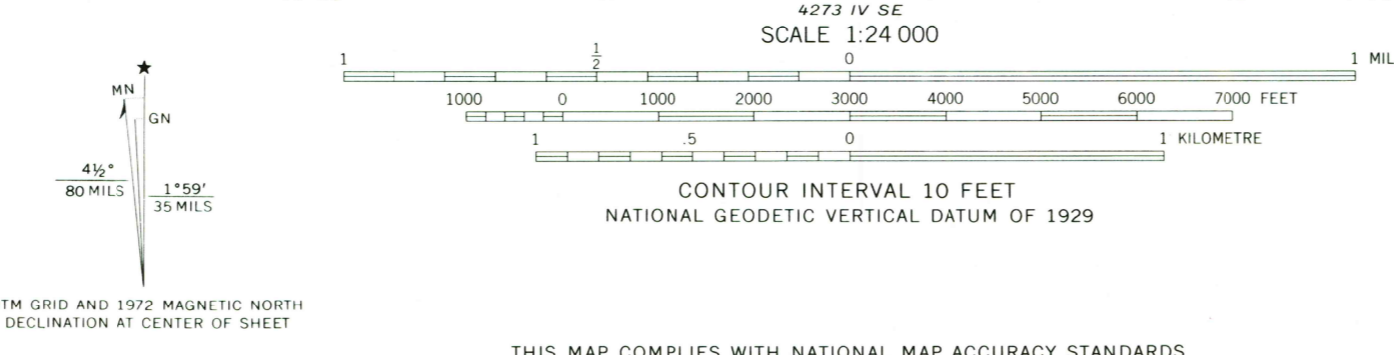 4273 IV SE
SCALE 1:24 000
1 1/2 0 1 MIL
1000 0 1000 2000 3000 4000 5000 6000 7000 FEET
1 .5 0 1 KILOMETRE
CONTOUR INTERVAL 10 FEET
NATIONAL GEODETIC VERTICAL DATUM OF 1929
★
MN
GN
4½°
80 MILS
1°59′
35 MILS
TM GRID AND 1972 MAGNETIC NORTH
DECLINATION AT CENTER OF SHEET
THIS MAP COMPLIES WITH NATIONAL MAP ACCURACY STANDARDS